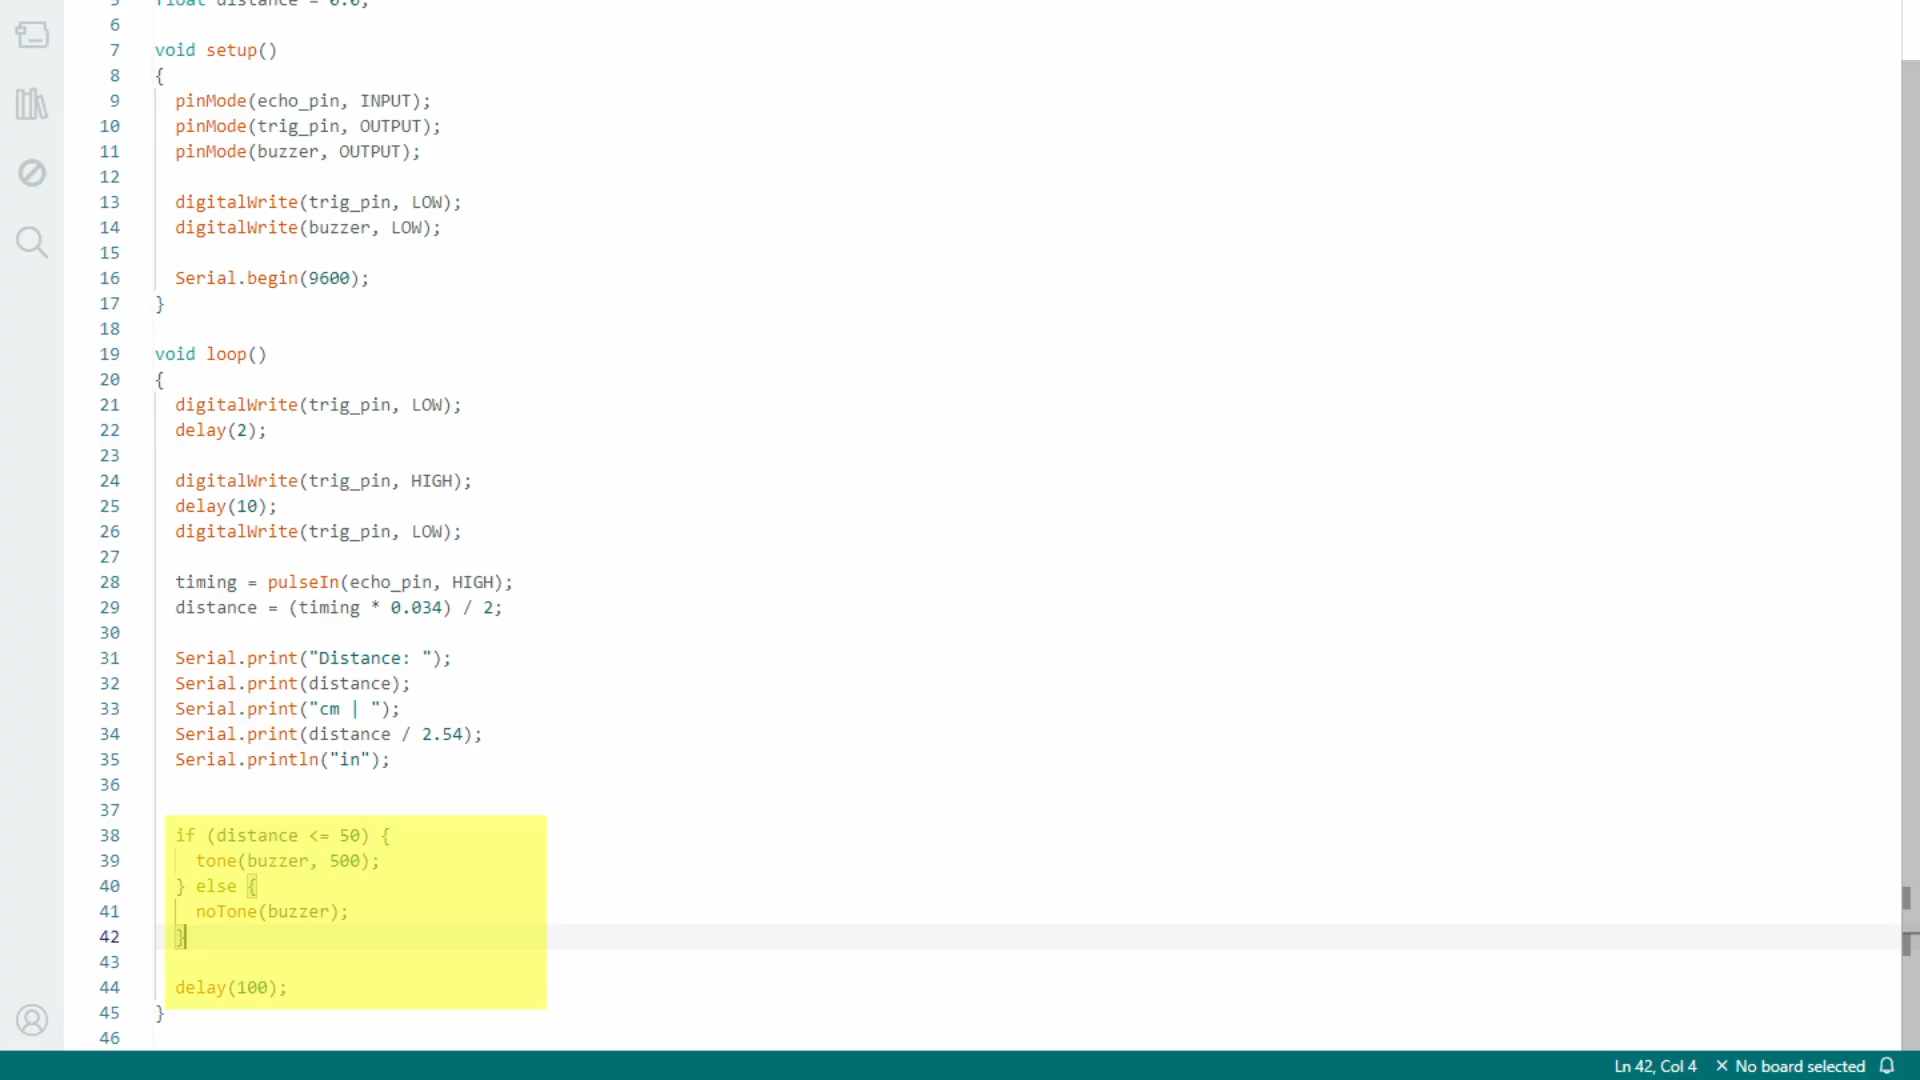 5 float distance = 0.0;
6
7 void setup()
8 {
9 pinMode(echo_pin, INPUT);
10 pinMode(trig_pin, OUTPUT);
11 pinMode(buzzer, OUTPUT);
12
13 digitalWrite(trig_pin, LOW);
14 digitalWrite(buzzer, LOW);
15
16 Serial.begin(9600);
17 }
18
19 void loop()
20 {
21 digitalWrite(trig_pin, LOW);
22 delay(2);
23
24 digitalWrite(trig_pin, HIGH);
25 delay(10);
26 digitalWrite(trig_pin, LOW);
27
28 timing = pulseIn(echo_pin, HIGH);
29 distance = (timing * 0.034) / 2;
30
31 Serial.print("Distance: ");
32 Serial.print(distance);
33 Serial.print("cm | ");
34 Serial.print(distance / 2.54);
35 Serial.println("in");
36
37
38 if (distance <= 50) {
39 tone(buzzer, 500);
40 } else {
41 noTone(buzzer);
42 }
43
44 delay(100);
45 }
46
Ln 42, Col 4 × No board selected